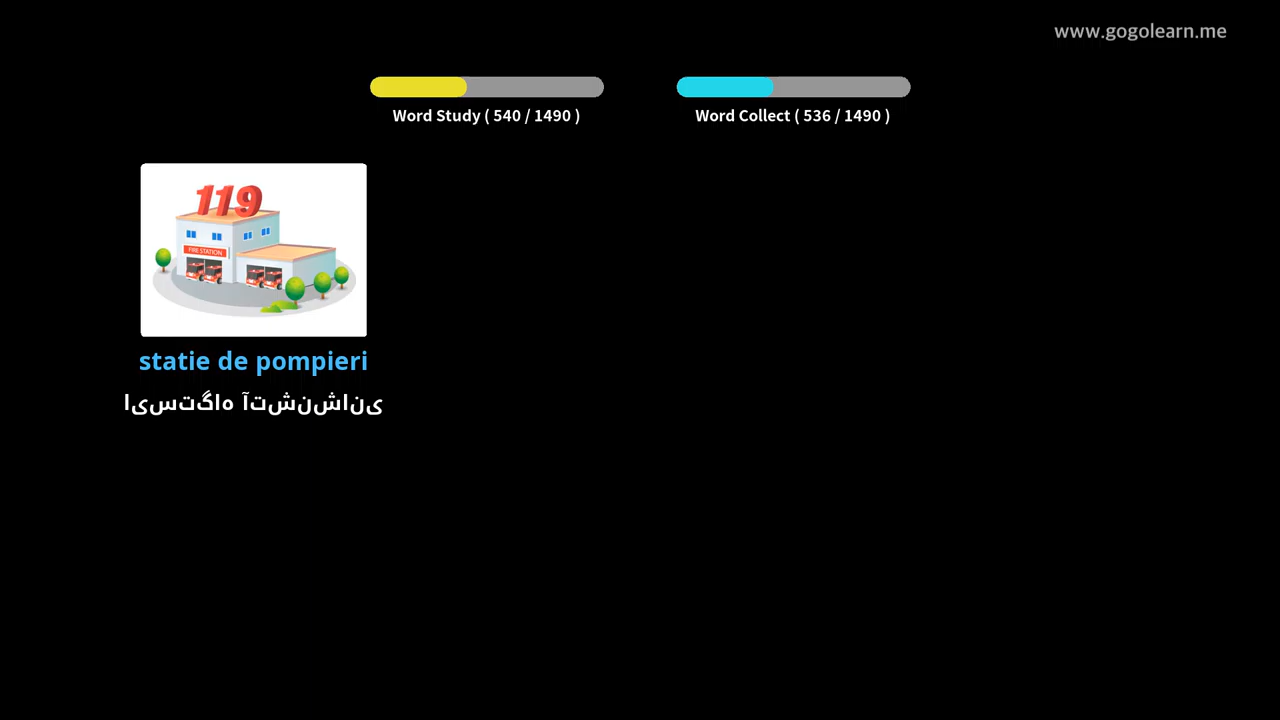 www.gogolearn.me
Word Study ( 540 / 1490 )
Word Collect ( 536 / 1490 )
119
FIRE STATION
statie de pompieri
ایستگاه آتشنشانی